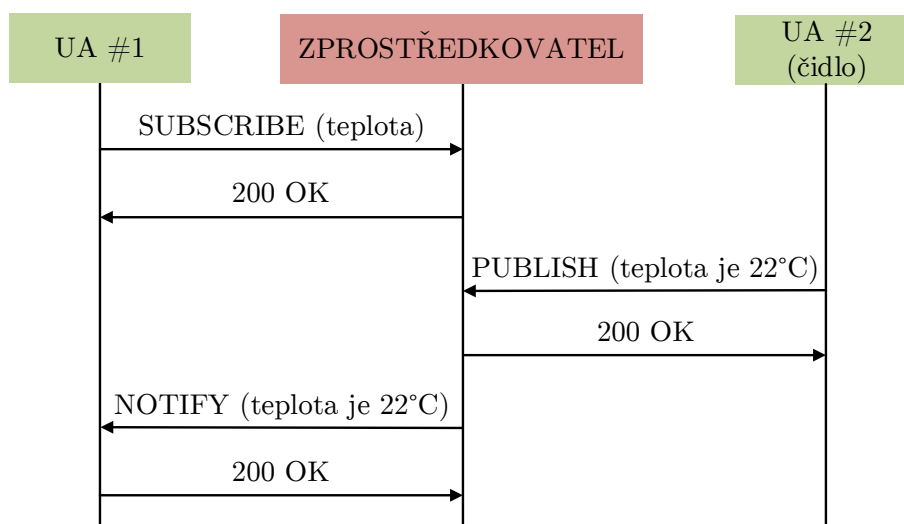 UA #1
ZPROSTŘEDKOVATEL
UA #2
(čidlo)
SUBSCRIBE (teplota)
200 OK
PUBLISH (teplota je 22°C)
200 OK
NOTIFY (teplota je 22°C)
200 OK